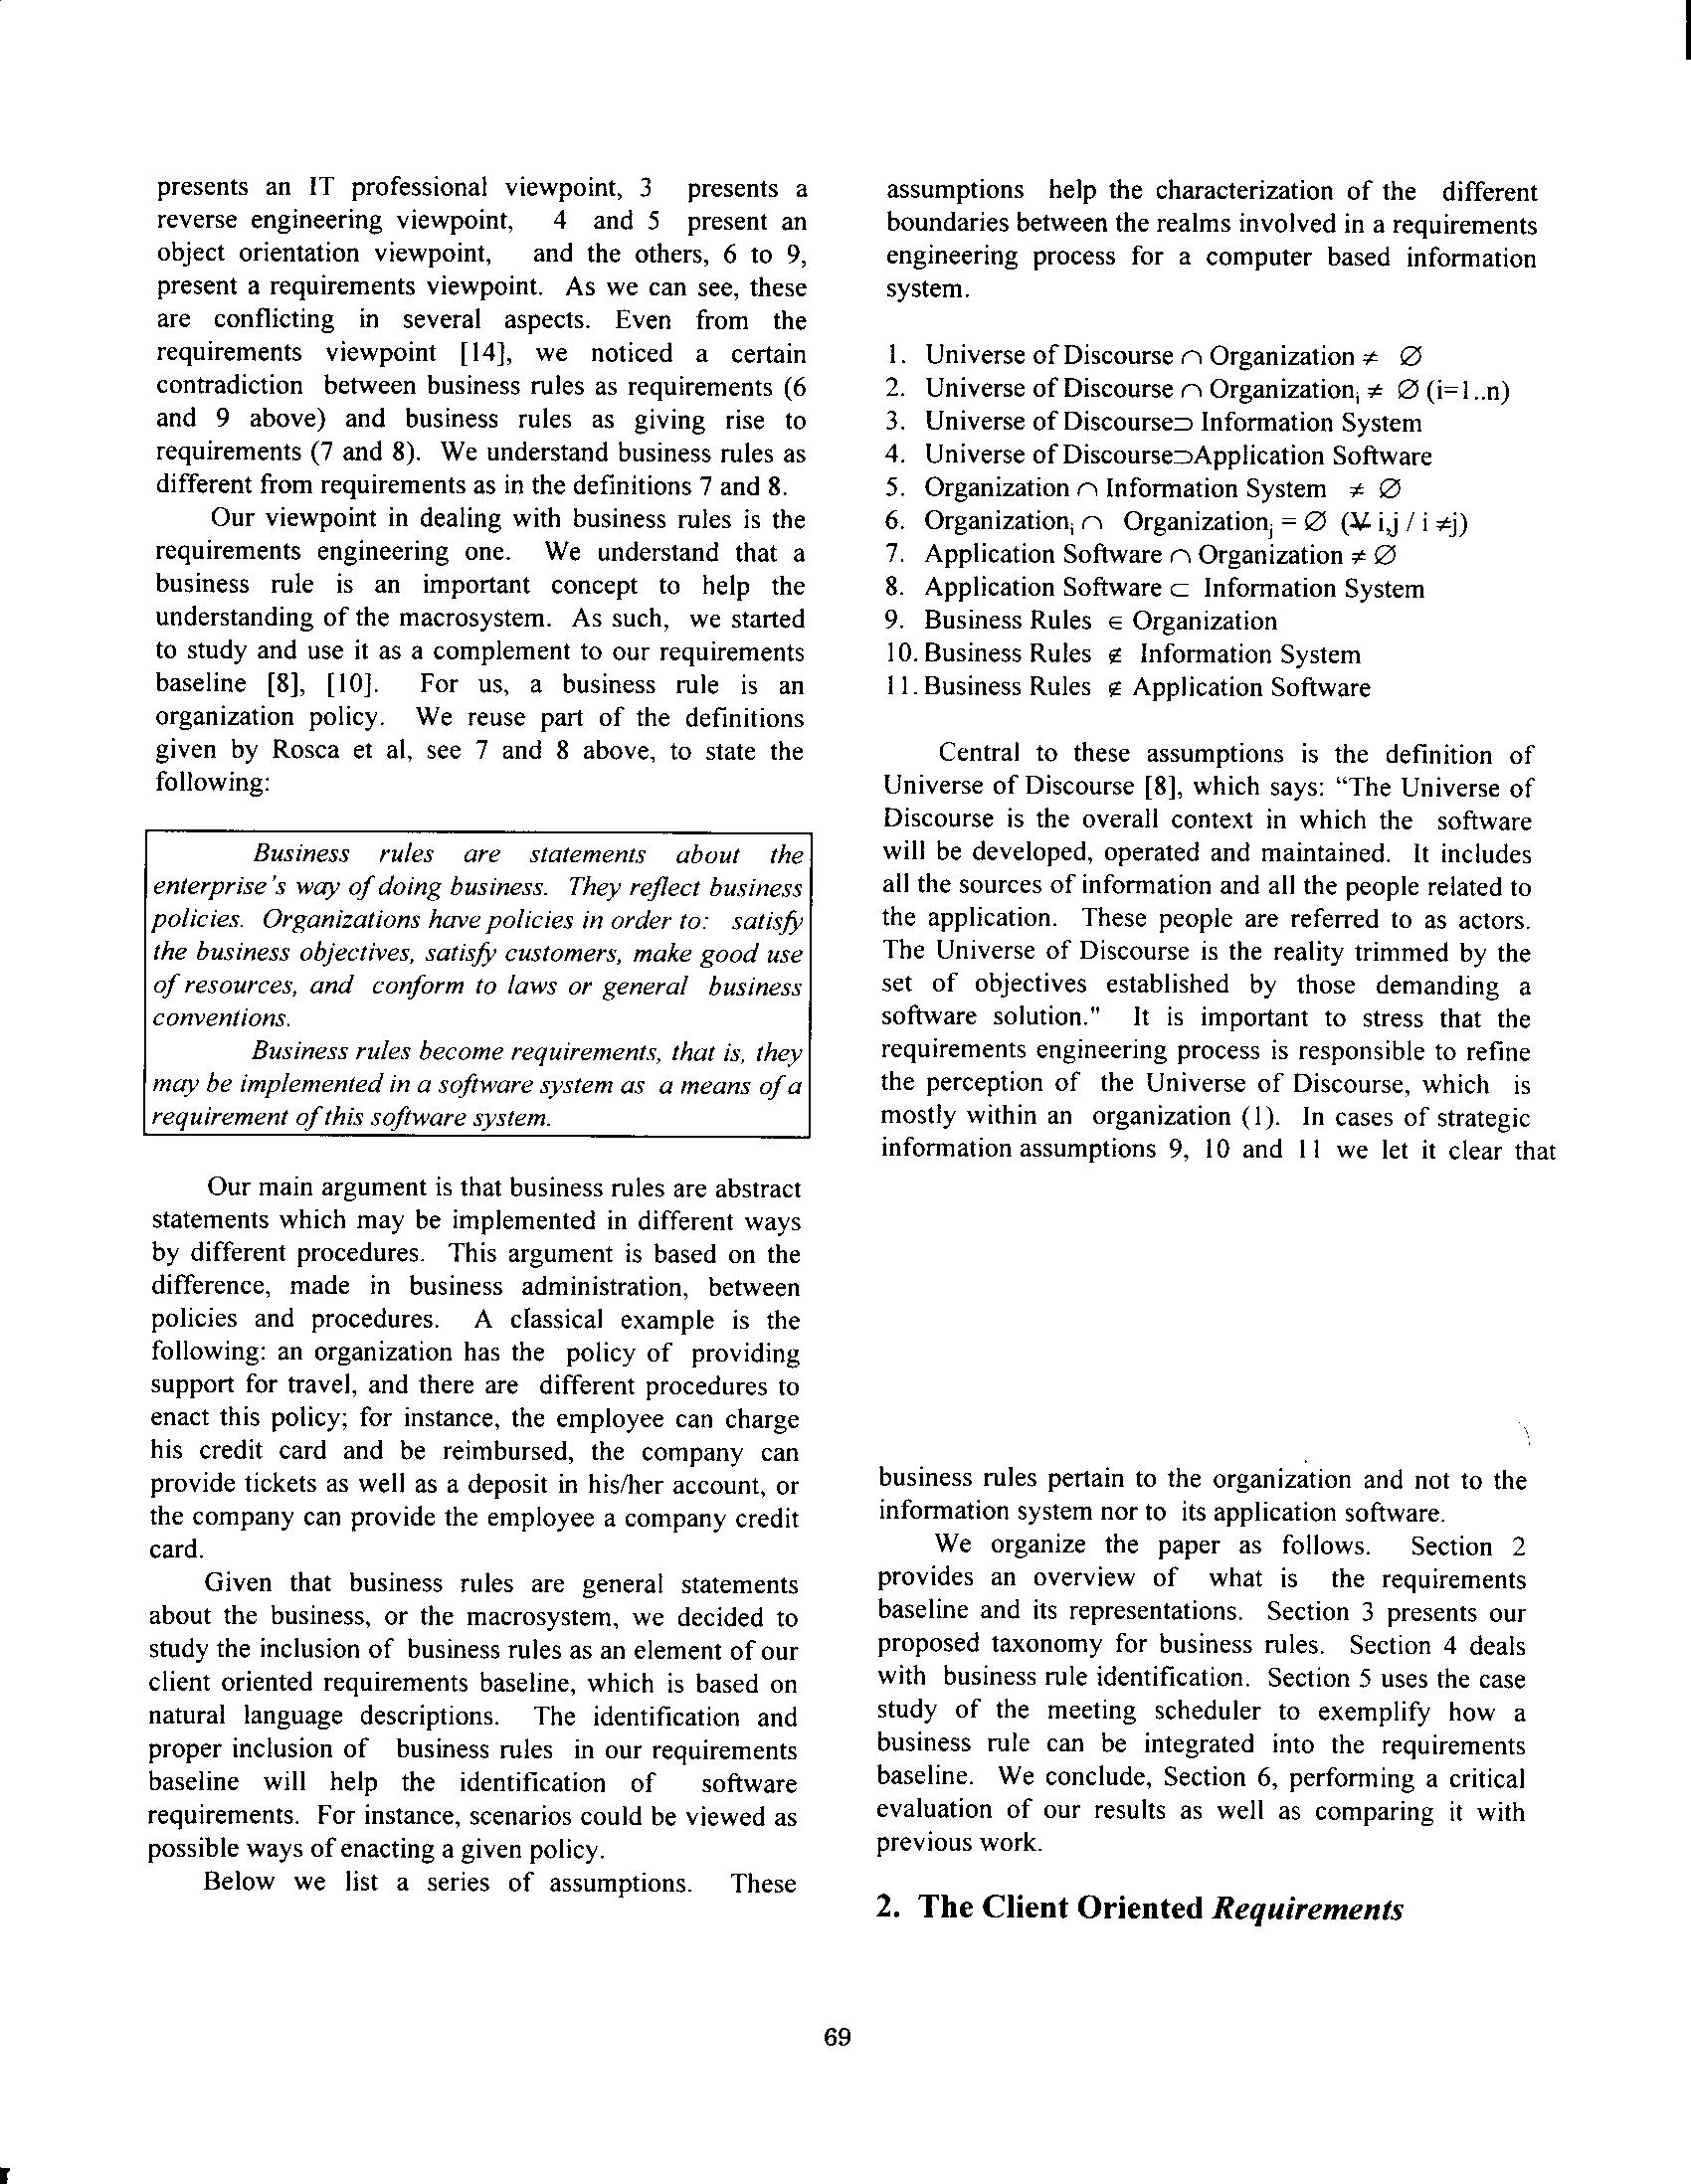 presents an IT professional viewpoint, 3 presents a
reverse engineering viewpoint, 4 and 5 present an
object orientation viewpoint, and the others, 6 to 9,
present a requirements viewpoint. As we can see, these
are conflicting in several aspects. Even from the
requirements viewpoint [14], we noticed a certain
contradiction between business rules as requirements (6
and 9 above) and business rules as giving rise to
requirements (7 and 8). We understand business rules as
different from requirements as in the definitions 7 and 8.
Our viewpoint in dealing with business rules is the
requirements engineering one. We understand that a
business rule is an important concept to help the
understanding of the macrosystem. As such, we started
to study and use it as a complement to our requirements
baseline [8], [10]. For us, a business rule is an
organization policy. We reuse part of the definitions
given by Rosca et al, see 7 and 8 above, to state the
following:
Business rules are statements about the
enterprise's way of doing business. They reflect business
policies. Organizations have policies in order to: satisfy
the business objectives, satisfy customers, make good use
of resources, and conform to laws or general business
conventions.
Business rules become requirements, that is, they
may be implemented in a software system as a means of a
requirement of this software system.
Our main argument is that business rules are abstract
statements which may be implemented in different ways
by different procedures. This argument is based on the
difference, made in business administration, between
policies and procedures. A classical example is the
following: an organization has the policy of providing
support for travel, and there are different procedures to
enact this policy; for instance, the employee can charge
his credit card and be reimbursed, the company can
provide tickets as well as a deposit in his/her account, or
the company can provide the employee a company credit
card.
Given that business rules are general statements
about the business, or the macrosystem, we decided to
study the inclusion of business rules as an element of our
client oriented requirements baseline, which is based on
natural language descriptions. The identification and
proper inclusion of business rules in our requirements
baseline will help the identification of software
requirements. For instance, scenarios could be viewed as
possible ways of enacting a given policy.
Below we list a series of assumptions. These
assumptions help the characterization of the different
boundaries between the realms involved in a requirements
engineering process for a computer based information
system.
1. Universe of Discourse ∩ Organization ≠ ∅
2. Universe of Discourse ∩ Organizationᵢ ≠ ∅ (i=1..n)
3. Universe of Discourse⊃ Information System
4. Universe of Discourse⊃Application Software
5. Organization ∩ Information System ≠ ∅
6. Organizationᵢ ∩ Organizationⱼ = ∅ (∀ i,j / i ≠j)
7. Application Software ∩ Organization ≠ ∅
8. Application Software ⊂ Information System
9. Business Rules ∈ Organization
10. Business Rules ∉ Information System
11. Business Rules ∉ Application Software
Central to these assumptions is the definition of
Universe of Discourse [8], which says: “The Universe of
Discourse is the overall context in which the software
will be developed, operated and maintained. It includes
all the sources of information and all the people related to
the application. These people are referred to as actors.
The Universe of Discourse is the reality trimmed by the
set of objectives established by those demanding a
software solution." It is important to stress that the
requirements engineering process is responsible to refine
the perception of the Universe of Discourse, which is
mostly within an organization (1). In cases of strategic
information assumptions 9, 10 and 11 we let it clear that
business rules pertain to the organization and not to the
information system nor to its application software.
We organize the paper as follows. Section 2
provides an overview of what is the requirements
baseline and its representations. Section 3 presents our
proposed taxonomy for business rules. Section 4 deals
with business rule identification. Section 5 uses the case
study of the meeting scheduler to exemplify how a
business rule can be integrated into the requirements
baseline. We conclude, Section 6, performing a critical
evaluation of our results as well as comparing it with
previous work.
2. The Client Oriented Requirements
69